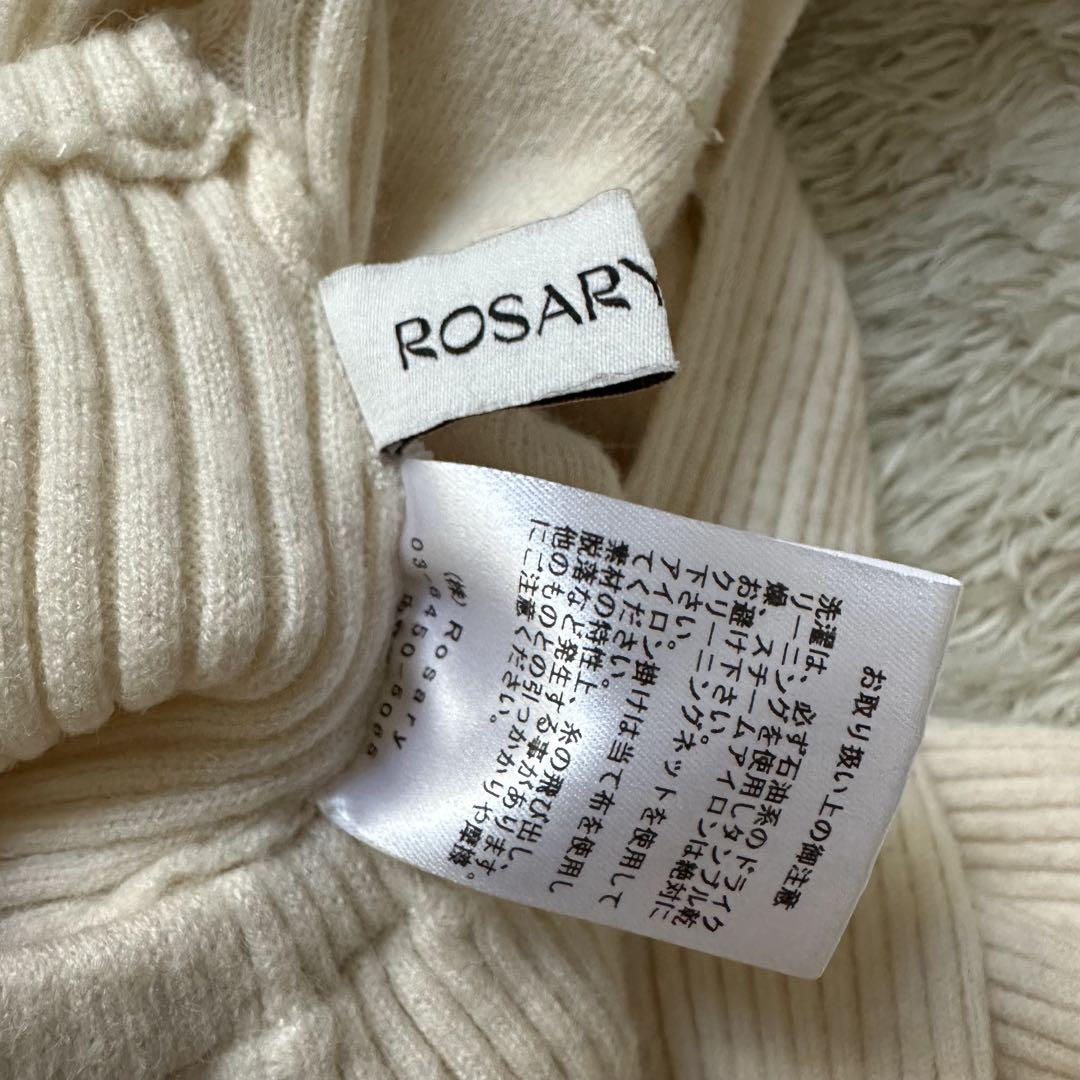 ROSARY
お取り扱い上の御注意
洗濯は、必ず石油系のドライク
リーニングを使用しタンブル乾
燥、スチームアイロンは絶対に
お避け下さい。
クリーニングネットを使用して
下さい。
アイロン掛けは当て布を使用し
てください。
素材の特性上、糸の飛び出し、
脱落など発生する事があります。
他のものとの引っかかりや摩擦
にご注意ください。
(株) Rosary
03-6450-6065